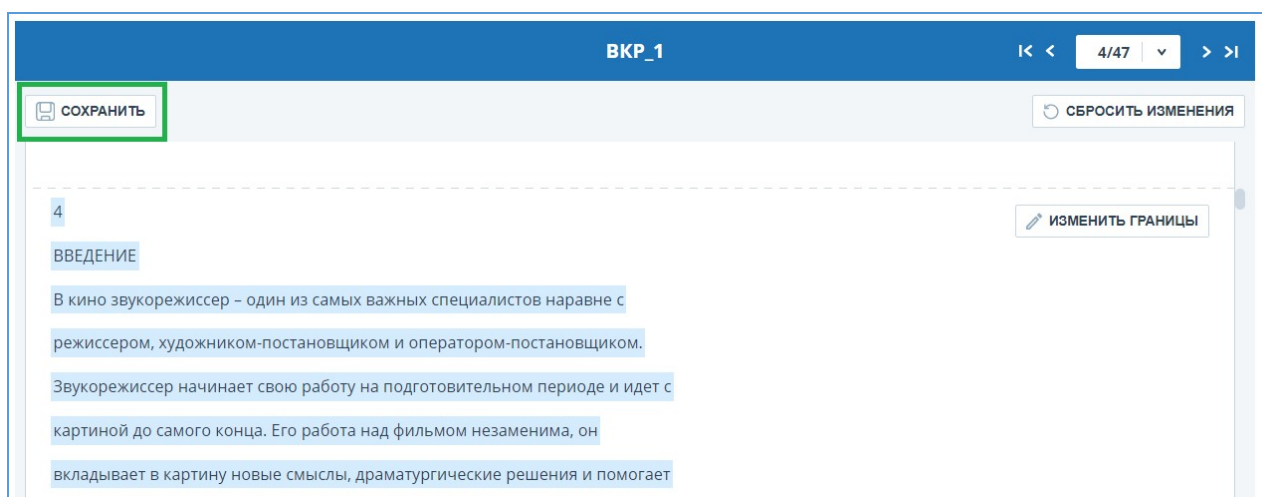 ВКР_1
4/47
СОХРАНИТЬ
СБРОСИТЬ ИЗМЕНЕНИЯ
4
ИЗМЕНИТЬ ГРАНИЦЫ
ВВЕДЕНИЕ
В кино звукорежиссер – один из самых важных специалистов наравне с
режиссером, художником-постановщиком и оператором-постановщиком.
Звукорежиссер начинает свою работу на подготовительном периоде и идет с
картиной до самого конца. Его работа над фильмом незаменима, он
вкладывает в картину новые смыслы, драматургические решения и помогает